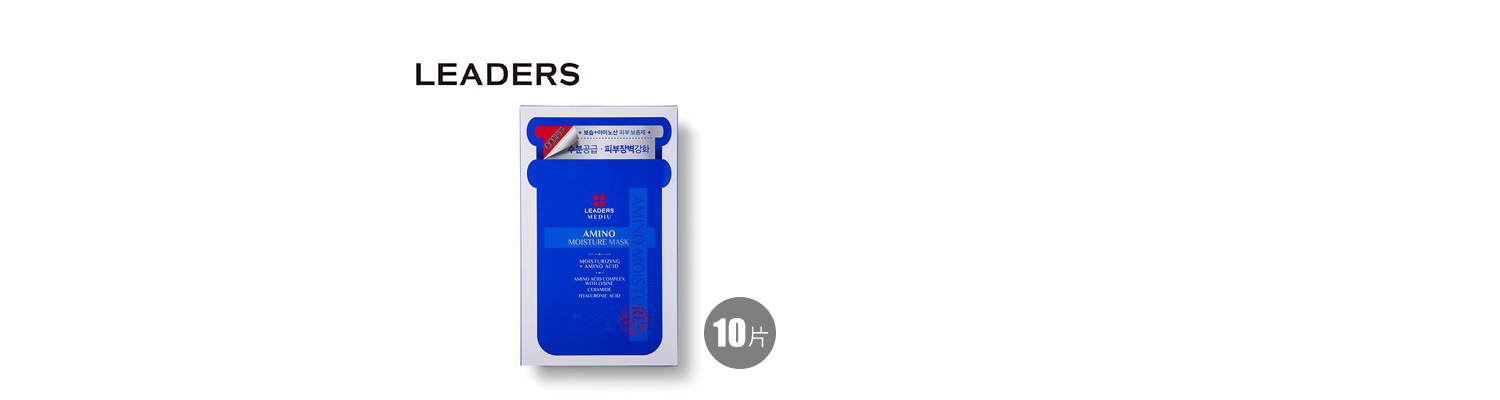 LEADERS
+ 보습+아미노산 피부 보충제 +
수분공급 · 피부장벽강화
LEADERS
MEDIU
AMINO
MOISTURE MASK
MOISTURIZING
+ AMINO ACID
AMINO ACID COMPLEX
WITH LYSINE
CERAMIDE
HYALURONIC ACID
AMINO MOISTURE
10片